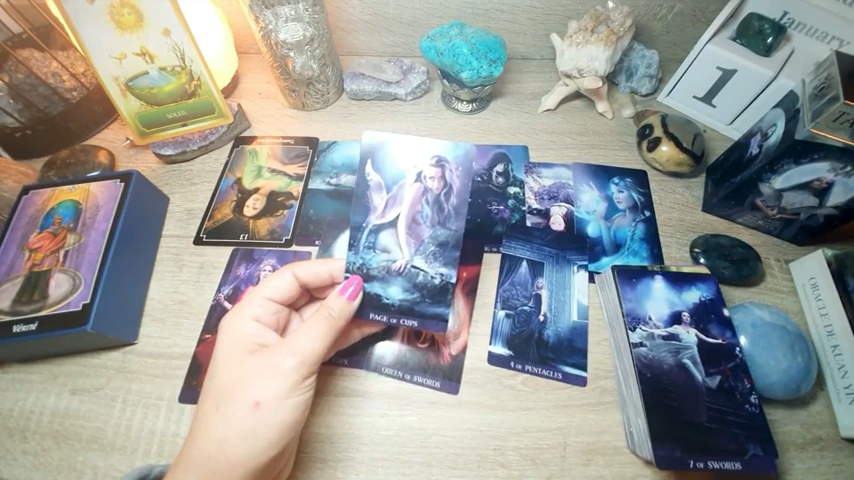 SOLEIL
January
1
13
PAGE OF CUPS
QUEEN OF SWORDS
4 OF PENTACLES
7 OF SWORDS
Vérité
ORACLE DE KUAN YIN